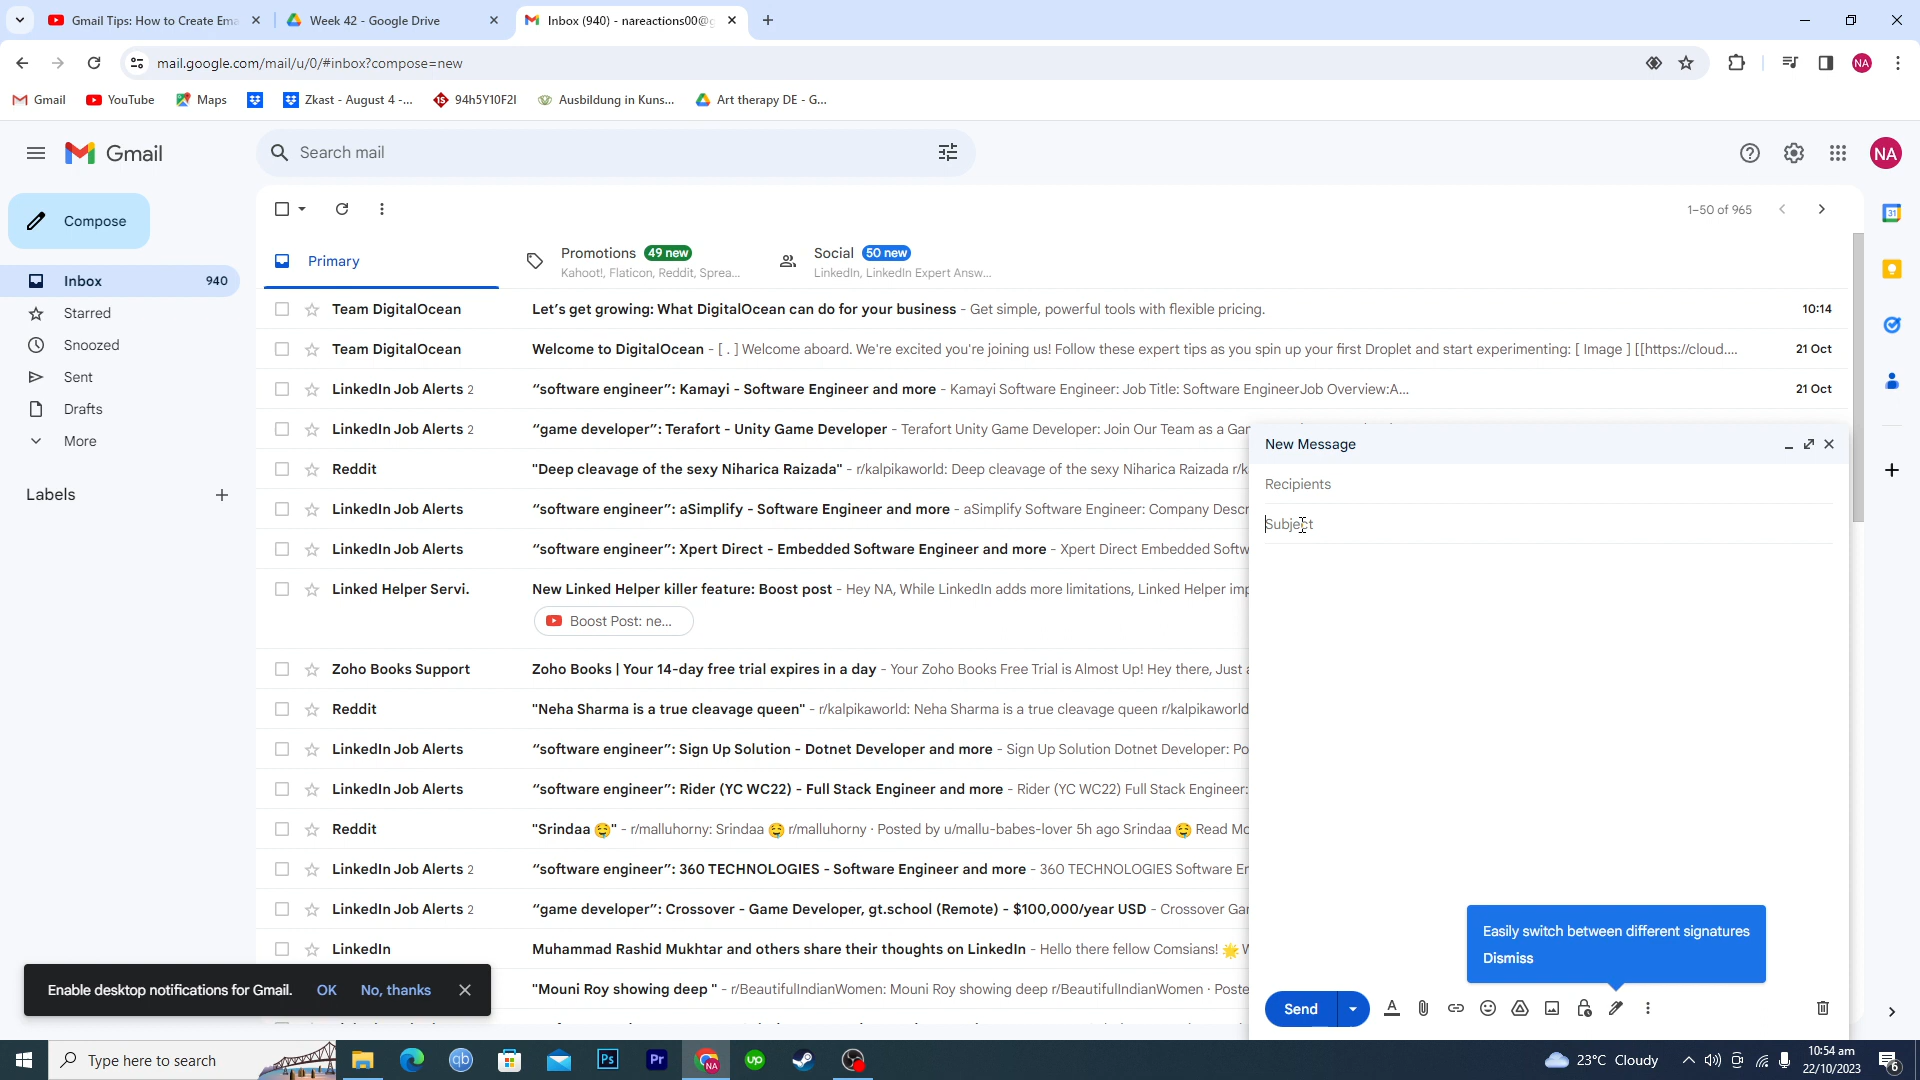 Gmail Tips: How to Create Ema
Week 42 - Google Drive
Inbox (940) - nareactions00@g
mail.google.com/mail/u/0/#inbox?compose=new
NA
Gmail
YouTube
Maps
Zkast - August 4 -...
94h5Y10F2I
Ausbildung in Kuns...
Art therapy DE - G...
Gmail
Search mail
NA
Compose
1–50 of 965
Inbox 940
Starred
Snoozed
Sent
Drafts
More
Labels
Primary
Promotions 49 new
Kahoot!, Flaticon, Reddit, Sprea...
Social 50 new
LinkedIn, LinkedIn Expert Answ...
Team DigitalOcean Let's get growing: What DigitalOcean can do for your business - Get simple, powerful tools with flexible pricing. 10:14
Team DigitalOcean Welcome to DigitalOcean - [ . ] Welcome aboard. We're excited you're joining us! Follow these expert tips as you spin up your first Droplet and start experimenting: [ Image ] [[https://cloud.... 21 Oct
LinkedIn Job Alerts 2 “software engineer”: Kamayi - Software Engineer and more - Kamayi Software Engineer: Job Title: Software EngineerJob Overview:A... 21 Oct
LinkedIn Job Alerts 2 “game developer”: Terafort - Unity Game Developer - Terafort Unity Game Developer: Join Our Team as a Gar
Reddit "Deep cleavage of the sexy Niharica Raizada" - r/kalpikaworld: Deep cleavage of the sexy Niharica Raizada r/k
LinkedIn Job Alerts “software engineer”: aSimplify - Software Engineer and more - aSimplify Software Engineer: Company Descr
LinkedIn Job Alerts “software engineer”: Xpert Direct - Embedded Software Engineer and more - Xpert Direct Embedded Softw
Linked Helper Servi. New Linked Helper killer feature: Boost post - Hey NA, While LinkedIn adds more limitations, Linked Helper imp
Boost Post: ne...
Zoho Books Support Zoho Books | Your 14-day free trial expires in a day - Your Zoho Books Free Trial is Almost Up! Hey there, Just a
Reddit "Neha Sharma is a true cleavage queen" - r/kalpikaworld: Neha Sharma is a true cleavage queen r/kalpikaworld
LinkedIn Job Alerts “software engineer”: Sign Up Solution - Dotnet Developer and more - Sign Up Solution Dotnet Developer: Po
LinkedIn Job Alerts “software engineer”: Rider (YC WC22) - Full Stack Engineer and more - Rider (YC WC22) Full Stack Engineer:
Reddit "Srindaa 🤤" - r/malluhorny: Srindaa 🤤 r/malluhorny · Posted by u/mallu-babes-lover 5h ago Srindaa 🤤 Read Mo
LinkedIn Job Alerts 2 “software engineer”: 360 TECHNOLOGIES - Software Engineer and more - 360 TECHNOLOGIES Software Er
LinkedIn Job Alerts 2 “game developer”: Crossover - Game Developer, gt.school (Remote) - $100,000/year USD - Crossover Gar
LinkedIn Muhammad Rashid Mukhtar and others share their thoughts on LinkedIn - Hello there fellow Comsians! 🌟 W
"Mouni Roy showing deep " - r/BeautifulIndianWomen: Mouni Roy showing deep r/BeautifulIndianWomen · Poste
New Message
Recipients
Subject
Easily switch between different signatures
Dismiss
Send
Enable desktop notifications for Gmail. OK No, thanks
Type here to search
23°C Cloudy
10:54 am
22/10/2023
6